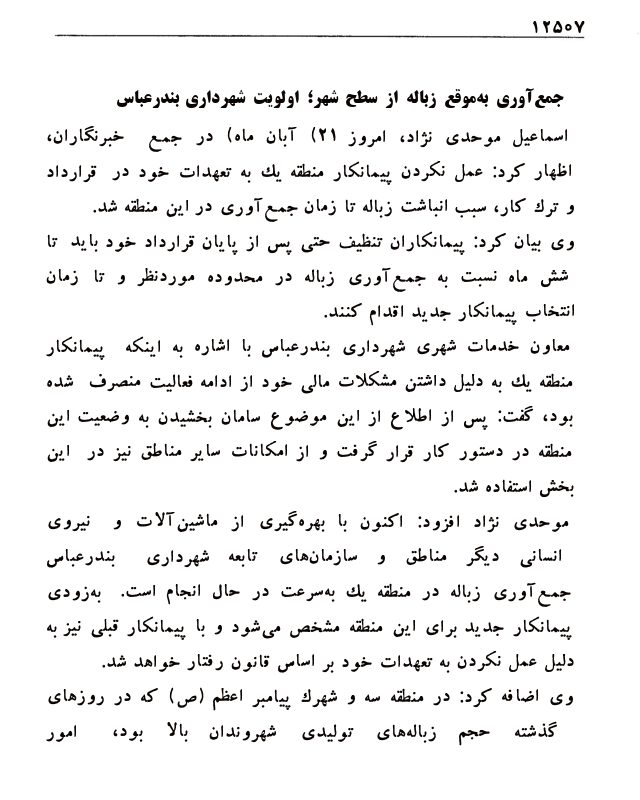 ۱۲۵۰۷
جمع‌آوری به‌موقع زباله از سطح شهر؛ اولویت شهرداری بندرعباس
اسماعیل موحدی نژاد، امروز ۲۱) آبان ماه) در جمع خبرنگاران،
اظهار کرد: عمل نکردن پیمانکار منطقه یك به تعهدات خود در قرارداد
و ترك کار، سبب انباشت زباله تا زمان جمع‌آوری در این منطقه شد.
وی بیان کرد: پیمانکاران تنظیف حتی پس از پایان قرارداد خود باید تا
شش ماه نسبت به جمع‌آوری زباله در محدوده موردنظر و تا زمان
انتخاب پیمانکار جدید اقدام کنند.
معاون خدمات شهری شهرداری بندرعباس با اشاره به اینکه پیمانکار
منطقه یك به دلیل داشتن مشکلات مالی خود از ادامه فعالیت منصرف شده
بود، گفت: پس از اطلاع از این موضوع سامان بخشیدن به وضعیت این
منطقه در دستور کار قرار گرفت و از امکانات سایر مناطق نیز در این
بخش استفاده شد.
موحدی نژاد افزود: اکنون با بهره‌گیری از ماشین‌آلات و نیروی
انسانی دیگر مناطق و سازمان‌های تابعه شهرداری بندرعباس
جمع‌آوری زباله در منطقه یك به‌سرعت در حال انجام است. به‌زودی
پیمانکار جدید برای این منطقه مشخص می‌شود و با پیمانکار قبلی نیز به
دلیل عمل نکردن به تعهدات خود بر اساس قانون رفتار خواهد شد.
وی اضافه کرد: در منطقه سه و شهرك پیامبر اعظم (ص) که در روزهای
گذشته حجم زباله‌های تولیدی شهروندان بالا بود، امور